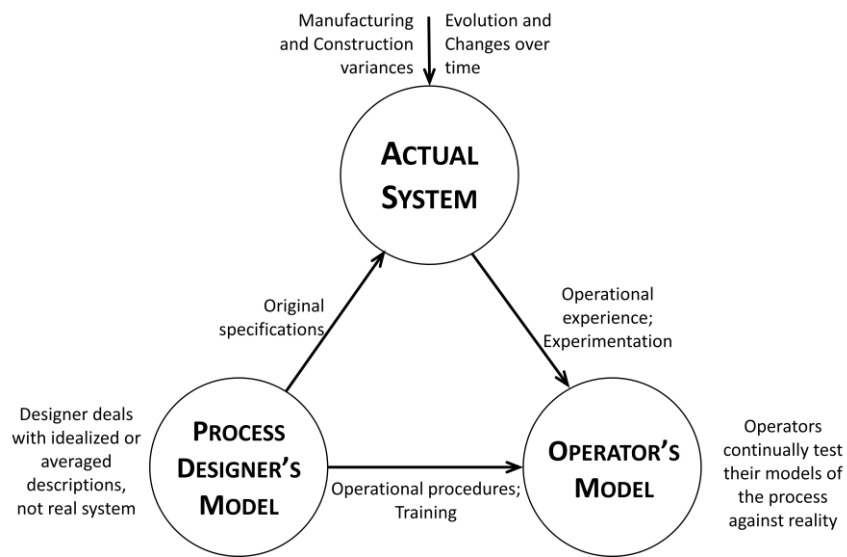 Manufacturing
and Construction
variances
Evolution and
Changes over
time
ACTUAL
SYSTEM
Original
specifications
Operational
experience;
Experimentation
Designer deals
with idealized or
averaged
descriptions,
not real system
PROCESS
DESIGNER'S
MODEL
Operational procedures;
Training
OPERATOR'S
MODEL
Operators
continually test
their models of
the process
against reality